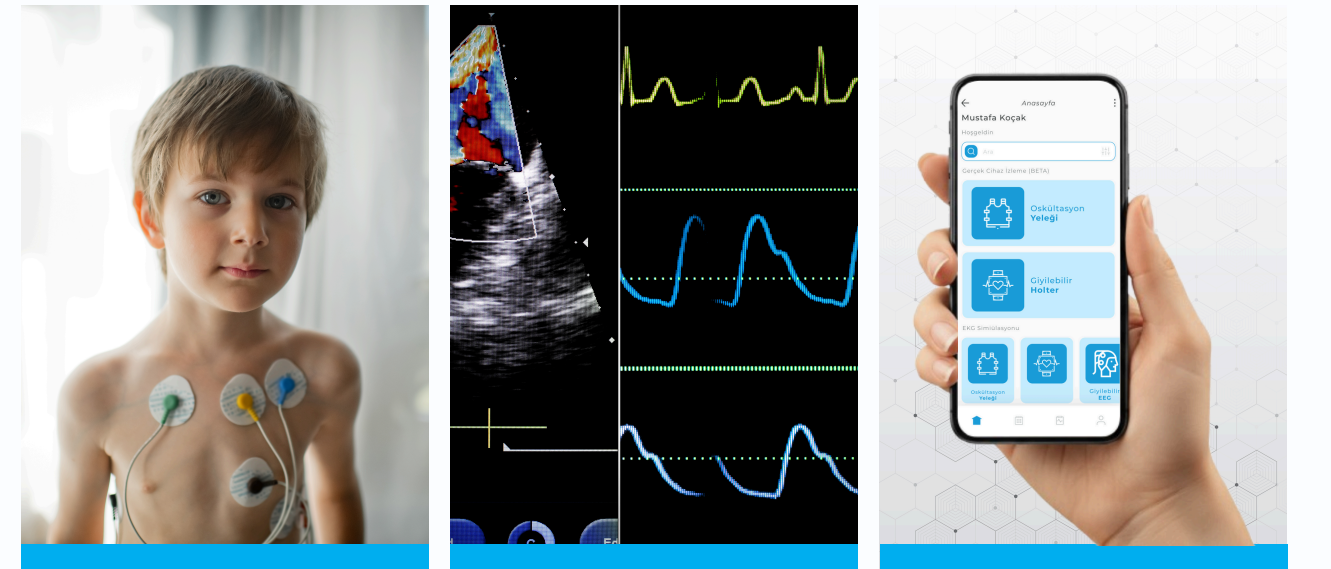 Anasayfa
Mustafa Koçak
Hoşgeldin
Ara
Gerçek Cihaz İzleme (BETA)
Oskültasyon
Yeleği
Giyilebilir
Holter
EKG Simülasyonu
Oskültasyon
Yeleği
Giyilebilir
EEG
C
Ed